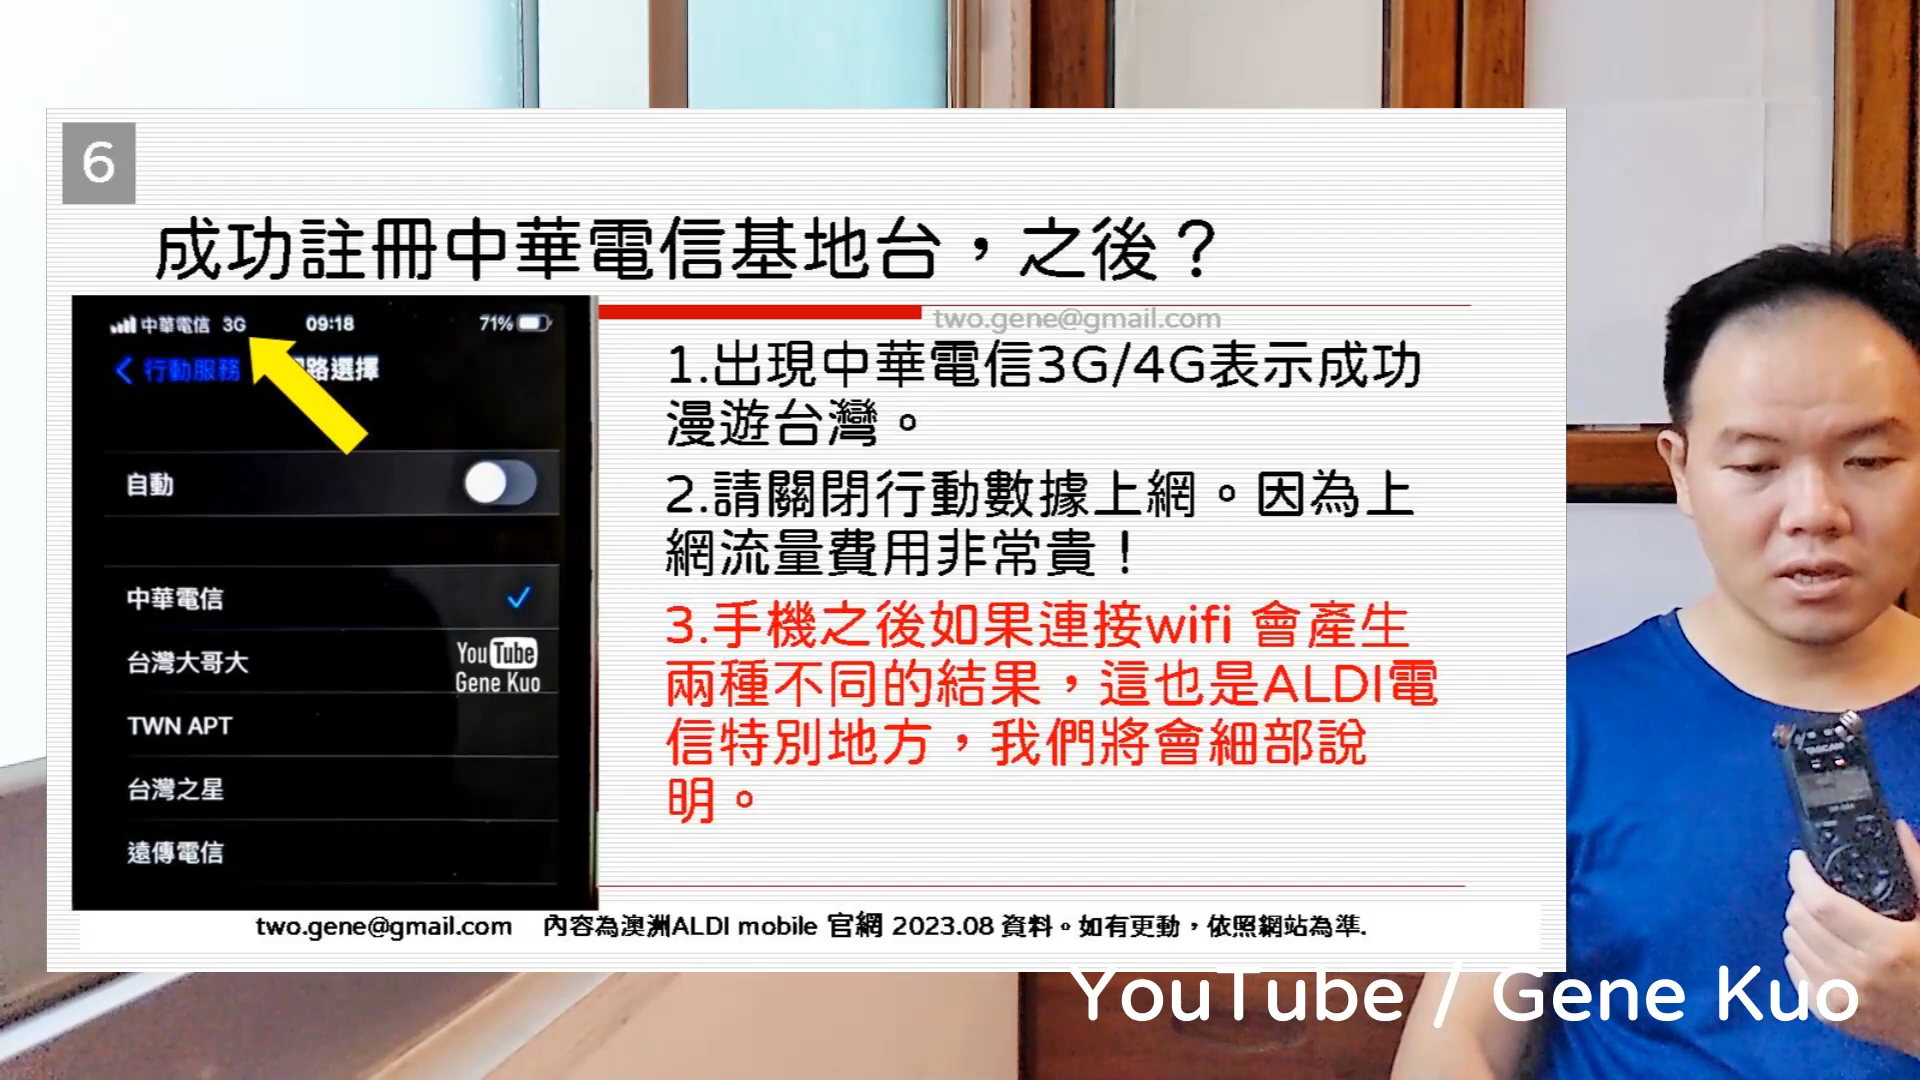 6
成功註冊中華電信基地台，之後？
中華電信 3G 09:18 71%
行動服務 路選擇
自動
中華電信
台灣大哥大
TWN APT
台灣之星
遠傳電信
YouTube
Gene Kuo
two.gene@gmail.com
1.出現中華電信3G/4G表示成功
漫遊台灣。
2.請關閉行動數據上網。因為上
網流量費用非常貴！
3.手機之後如果連接wifi 會產生
兩種不同的結果，這也是ALDI電
信特別地方，我們將會細部說
明。
two.gene@gmail.com 內容為澳洲ALDI mobile 官網 2023.08 資料。如有更動，依照網站為準.
YouTube / Gene Kuo